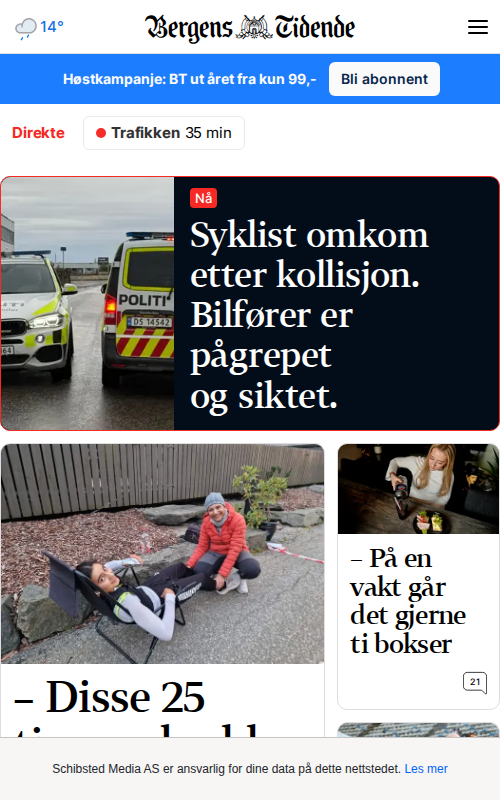 14°
Bergens Tidende
Høstkampanje: BT ut året fra kun 99,-
Bli abonnent
Direkte
Trafikken 35 min
Nå
Syklist omkom
etter kollisjon.
Bilfører er
pågrepet
og siktet.
POLITI
DS 14542
– Disse 25
– På en
vakt går
det gjerne
ti bokser
21
Schibsted Media AS er ansvarlig for dine data på dette nettstedet. Les mer